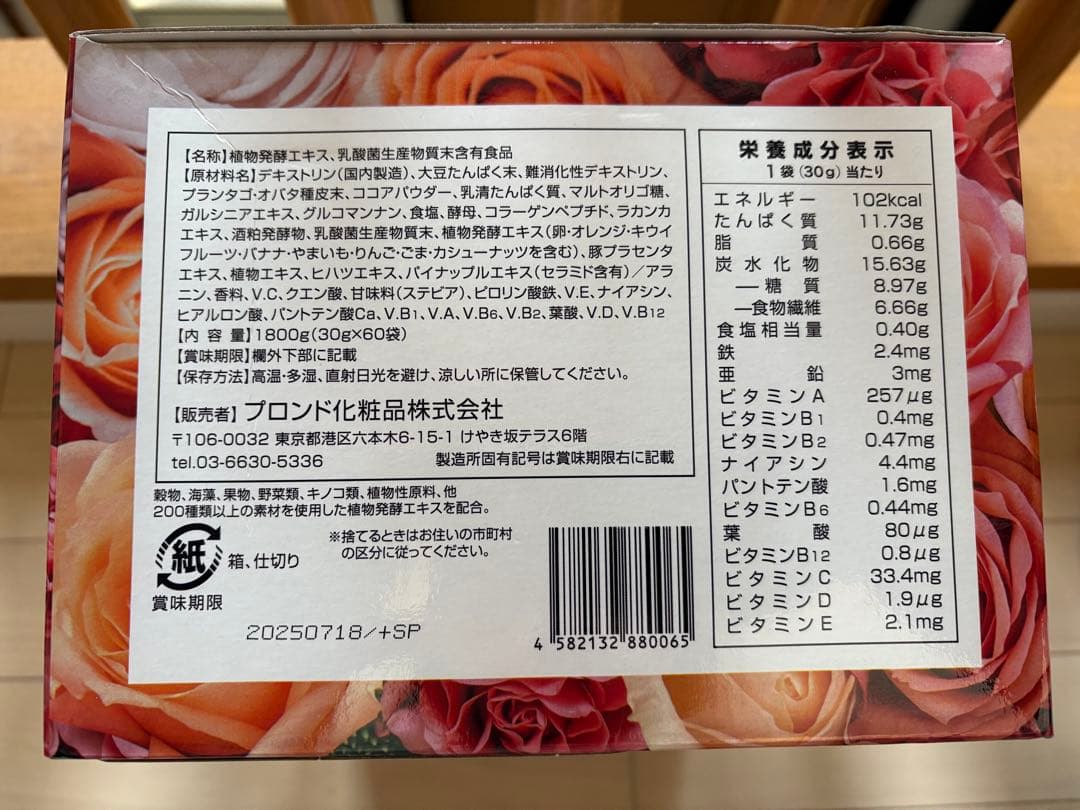 【名称】植物発酵エキス、乳酸菌生産物質末含有食品
【原材料名】デキストリン(国内製造)、大豆たんぱく末、難消化性デキストリン、
プランタゴ・オバタ種皮末、ココアパウダー、乳清たんぱく質、マルトオリゴ糖、
ガルシニアエキス、グルコマンナン、食塩、酵母、コラーゲンペプチド、ラカンカ
エキス、酒粕発酵物、乳酸菌生産物質末、植物発酵エキス(卵・オレンジ・キウイ
フルーツ・バナナ・やまいも・りんご・ごま・カシューナッツを含む)、豚プラセンタ
エキス、植物エキス、ヒハツエキス、パイナップルエキス(セラミド含有)／アラ
ニン、香料、V.C、クエン酸、甘味料(ステビア)、ピロリン酸鉄、V.E、ナイアシン、
ヒアルロン酸、パントテン酸Ca、V.B1、V.A、V.B6、V.B2、葉酸、V.D、V.B12
【内容量】1800g(30g×60袋)
【賞味期限】欄外下部に記載
【保存方法】高温・多湿、直射日光を避け、涼しい所に保管してください。
【販売者】プロンド化粧品株式会社
〒106-0032 東京都港区六本木6-15-1 けやき坂テラス6階
tel.03-6630-5336 製造所固有記号は賞味期限右に記載
穀物、海藻、果物、野菜類、キノコ類、植物性原料、他
200種類以上の素材を使用した植物発酵エキスを配合。
紙
箱、仕切り
※捨てるときはお住いの市町村
の区分に従ってください。
賞味期限
20250718/+SP
4 582132 880065
栄養成分表示
1袋(30g)当たり
エネルギー 102kcal
たんぱく質 11.73g
脂質 0.66g
炭水化物 15.63g
―糖質 8.97g
―食物繊維 6.66g
食塩相当量 0.40g
鉄 2.4mg
亜鉛 3mg
ビタミンA 257μg
ビタミンB1 0.4mg
ビタミンB2 0.47mg
ナイアシン 4.4mg
パントテン酸 1.6mg
ビタミンB6 0.44mg
葉酸 80μg
ビタミンB12 0.8μg
ビタミンC 33.4mg
ビタミンD 1.9μg
ビタミンE 2.1mg